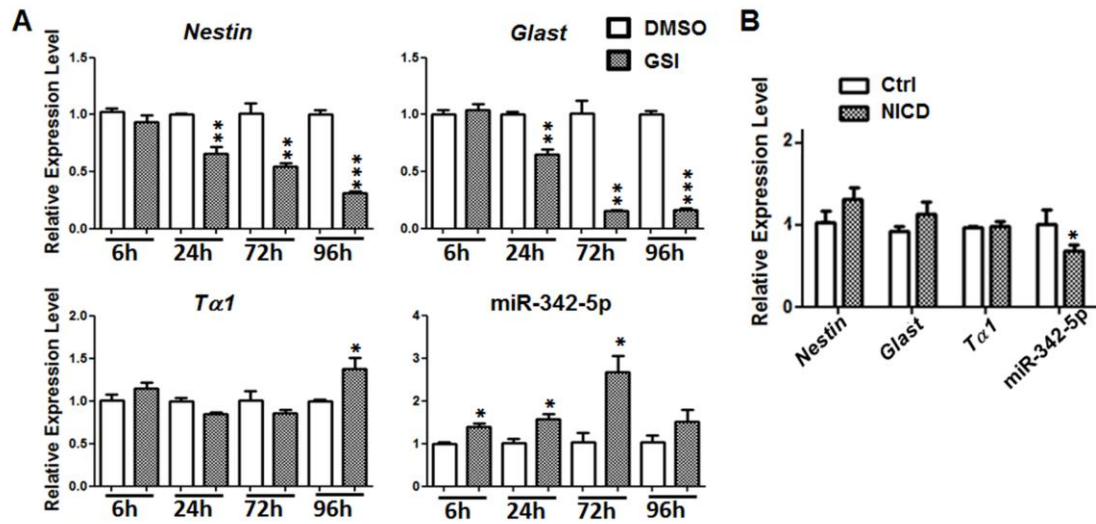 A
Nestin
Relative Expression Level
1.5
1.0
0.5
0.0
**
**
***
6h 24h 72h 96h
Glast
DMSO
GSI
1.5
1.0
0.5
0.0
**
**
***
6h 24h 72h 96h
Tα1
Relative Expression Level
2.0
1.5
1.0
0.5
0.0
*
6h 24h 72h 96h
miR-342-5p
4
2
1
0
*
*
*
6h 24h 72h 96h
B
Ctrl
NICD
Relative Expression Level
2
1
0
*
Nestin
Glast
Tα1
miR-342-5p